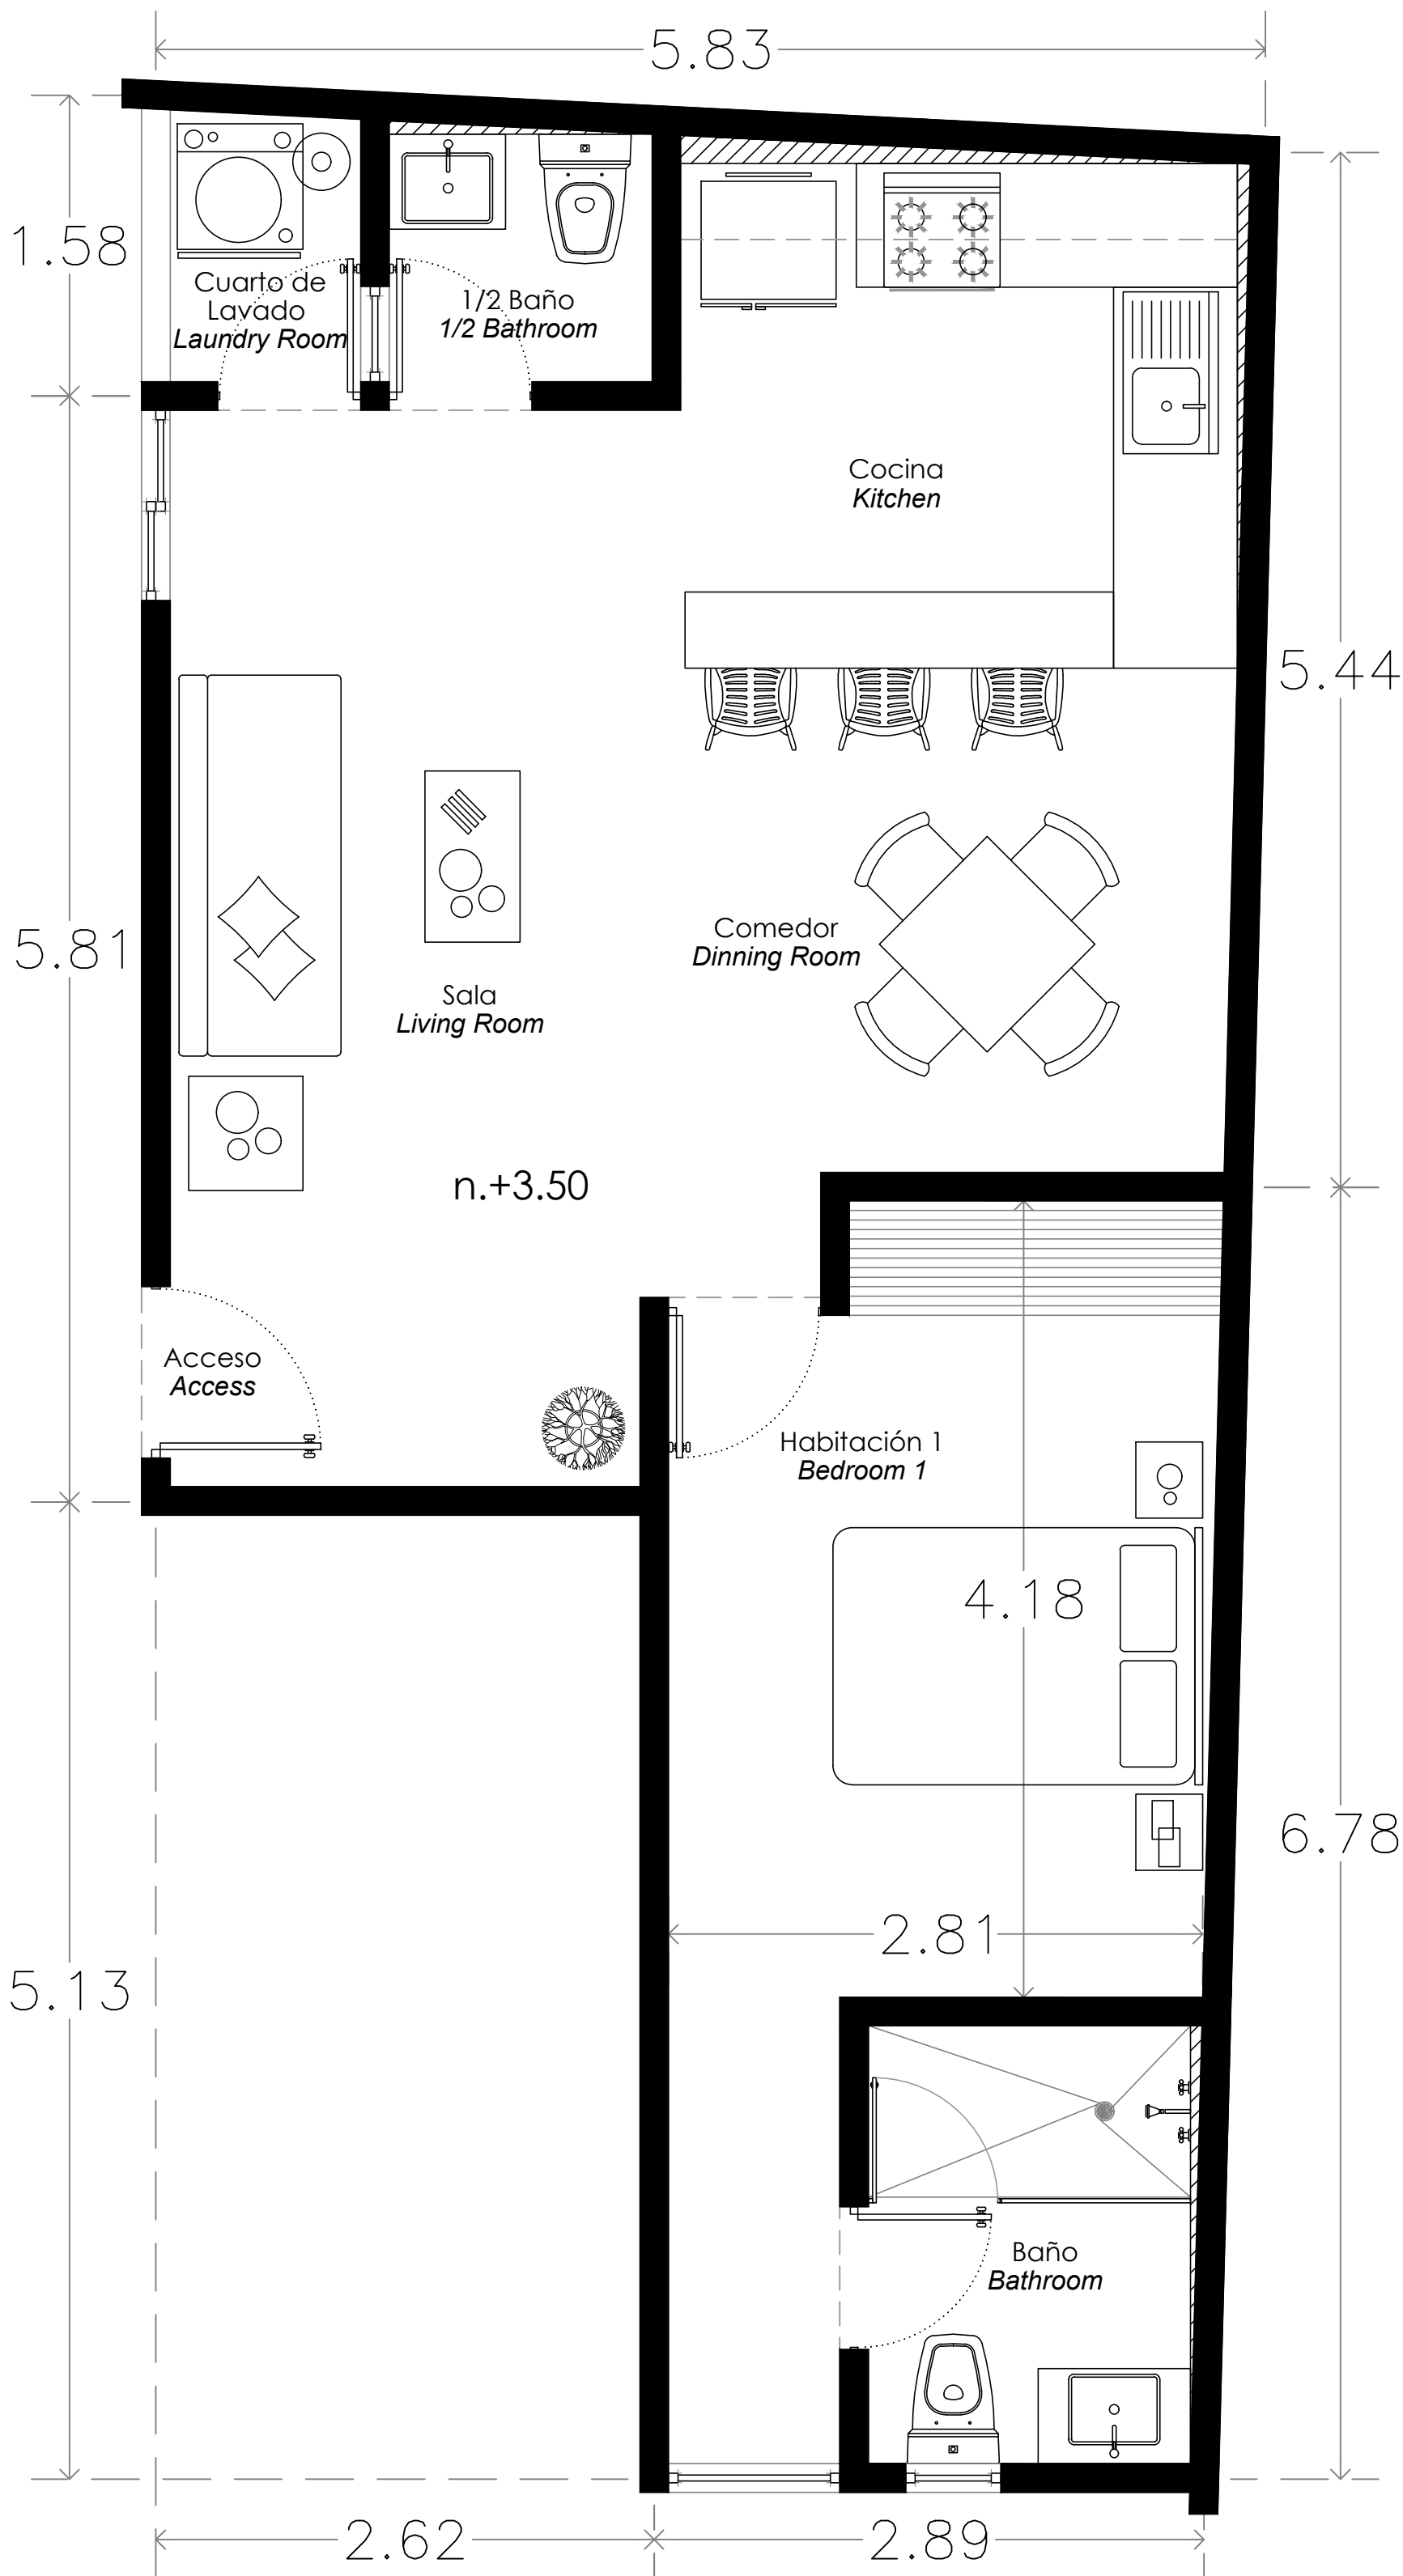 5.83
1.58
Cuarto de
Lavado
Laundry Room
1/2 Baño
1/2 Bathroom
Cocina
Kitchen
5.44
5.81
Comedor
Dinning Room
Sala
Living Room
n.+3.50
Acceso
Access
Habitación 1
Bedroom 1
4.18
6.78
2.81
5.13
Baño
Bathroom
2.62
2.89